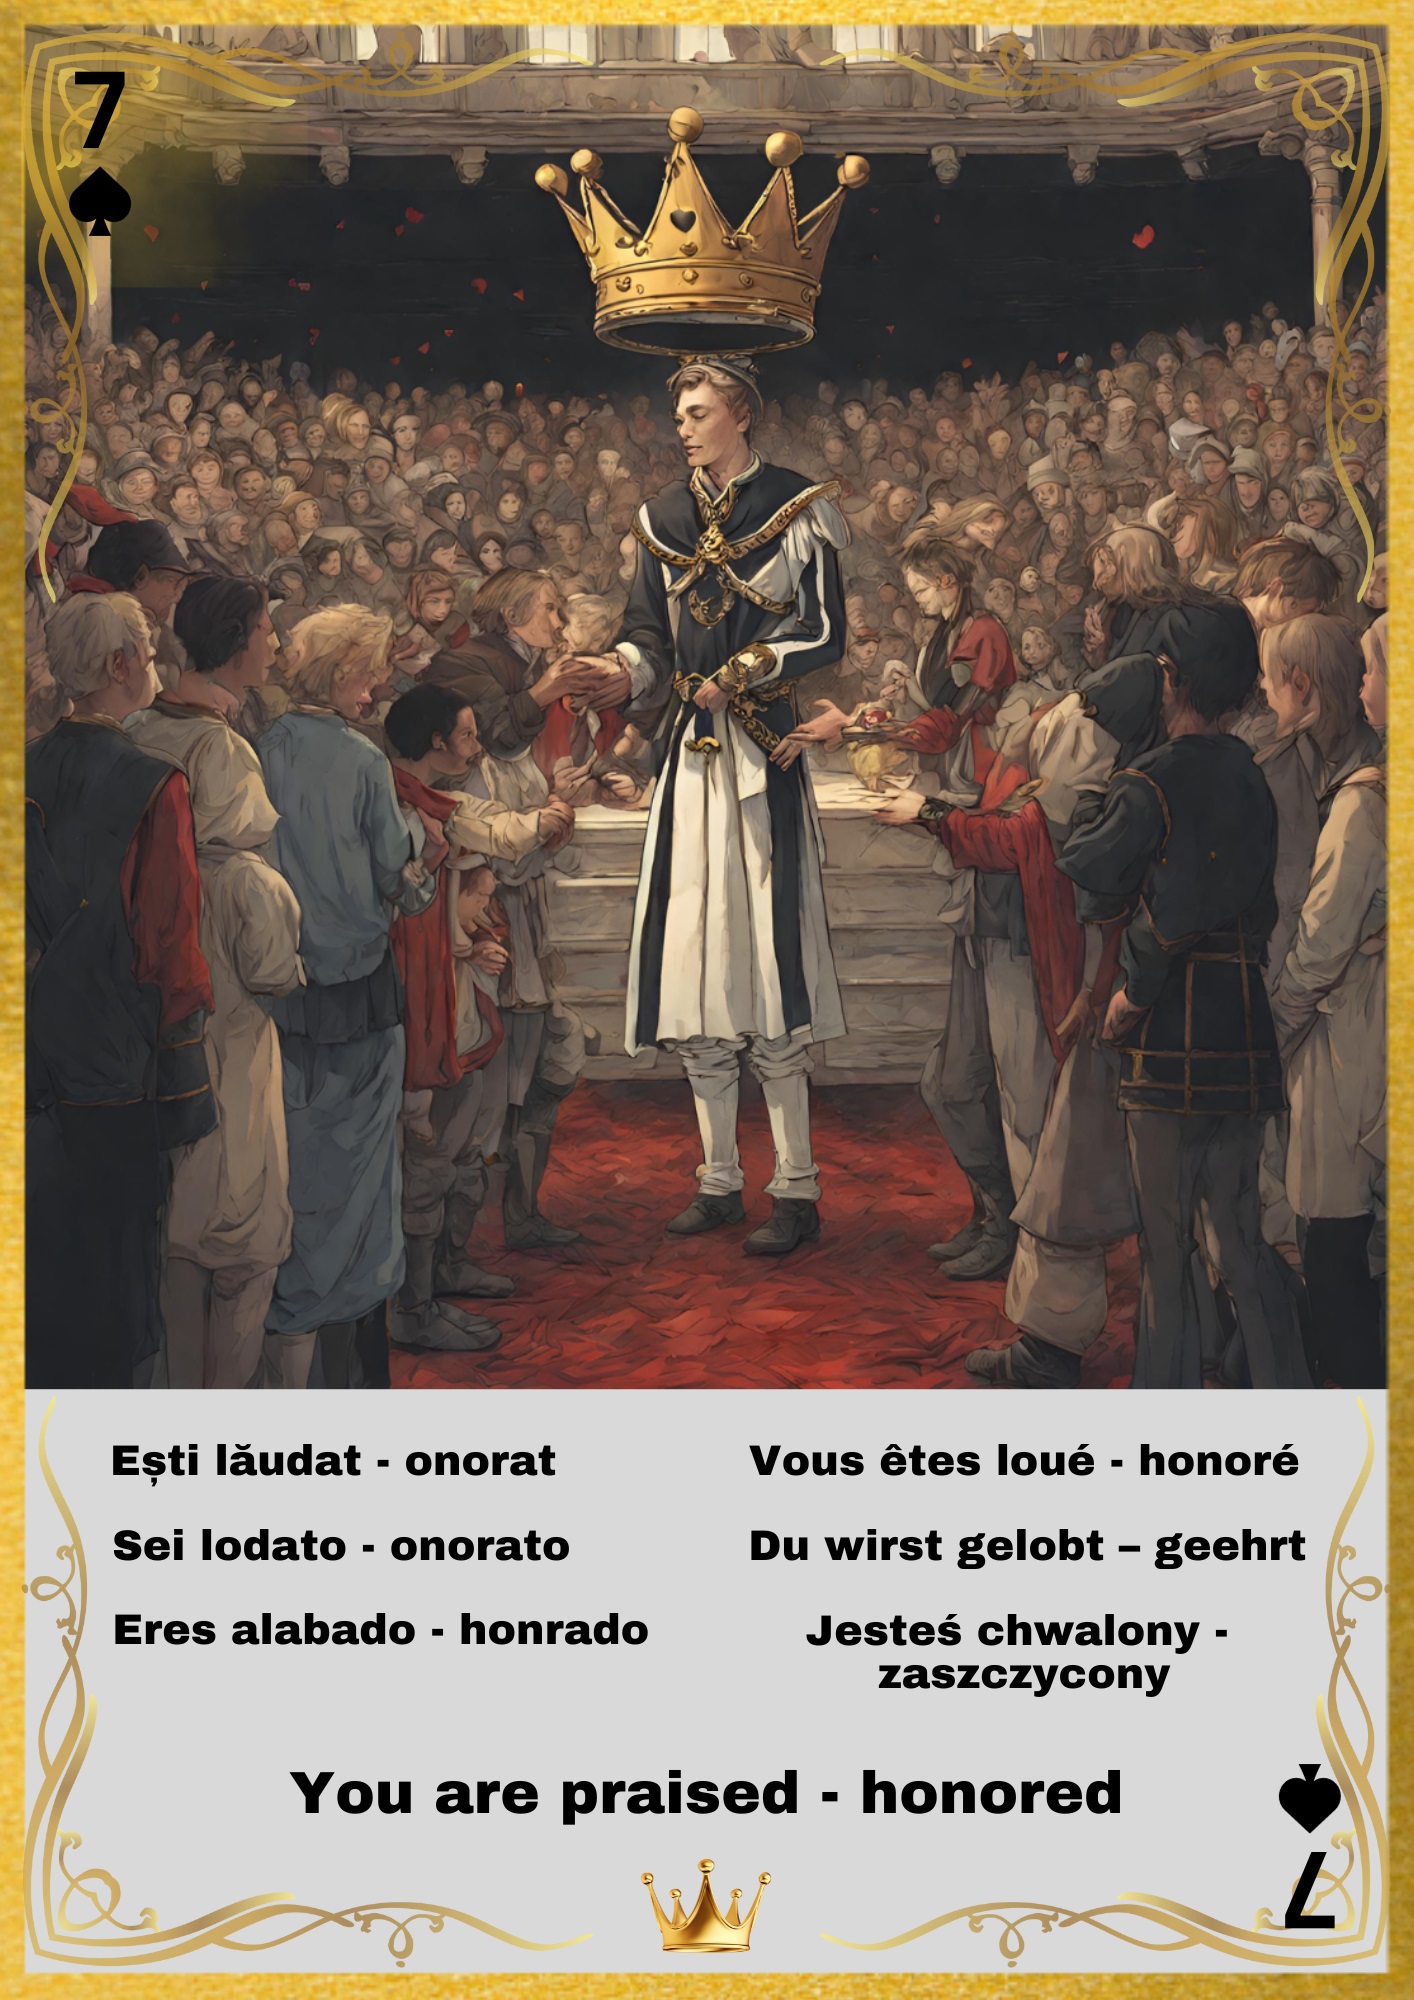 7
Ești lăudat - onorat
Vous êtes loué - honoré
Sei lodato - onorato
Du wirst gelobt – geehrt
Eres alabado - honrado
Jesteś chwalony -
zaszczycony
You are praised - honored
7